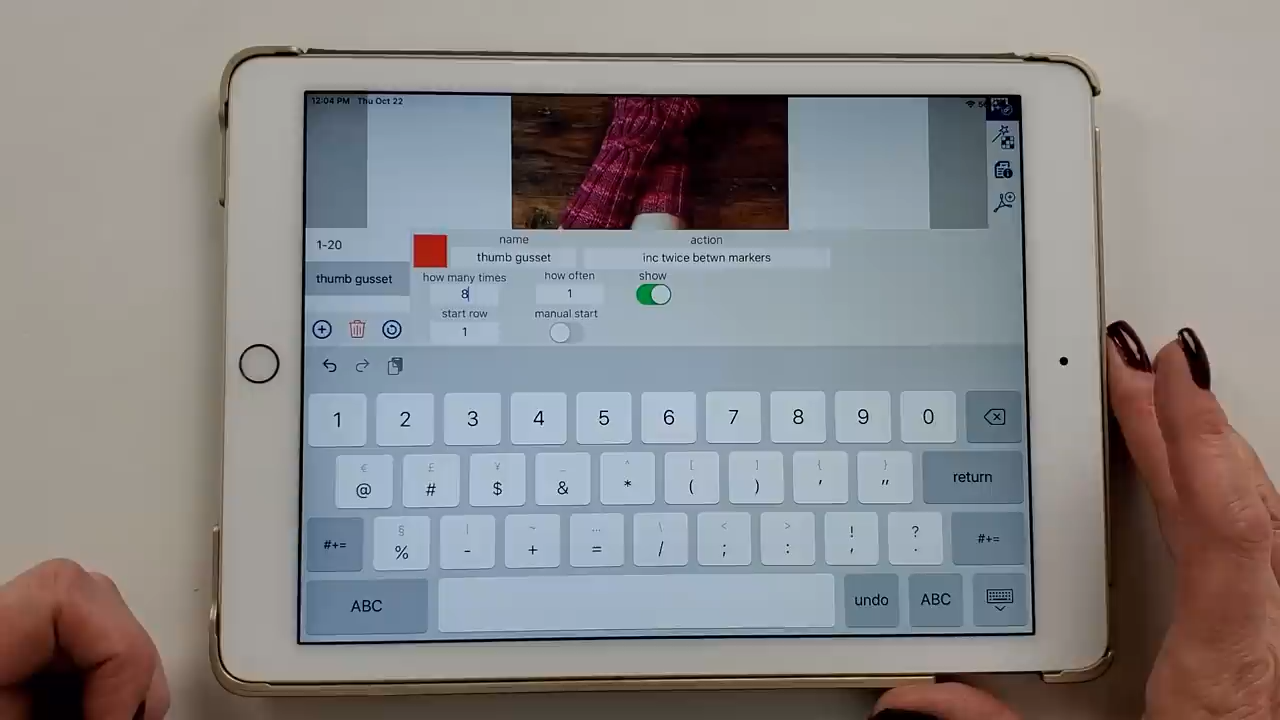 12:04 PM Thu Oct 22
1-20
thumb gusset
name
thumb gusset
action
inc twice betwn markers
how many times
8
how often
1
show
start row
1
manual start
1 2 3 4 5 6 7 8 9 0
€ £ ¥ _ ^ [ ] { }
@ # $ & * ( ) ' "
return
§ | ~ … \ < > ! ?
#+= % - + = / ; : , . #+=
ABC
undo
ABC